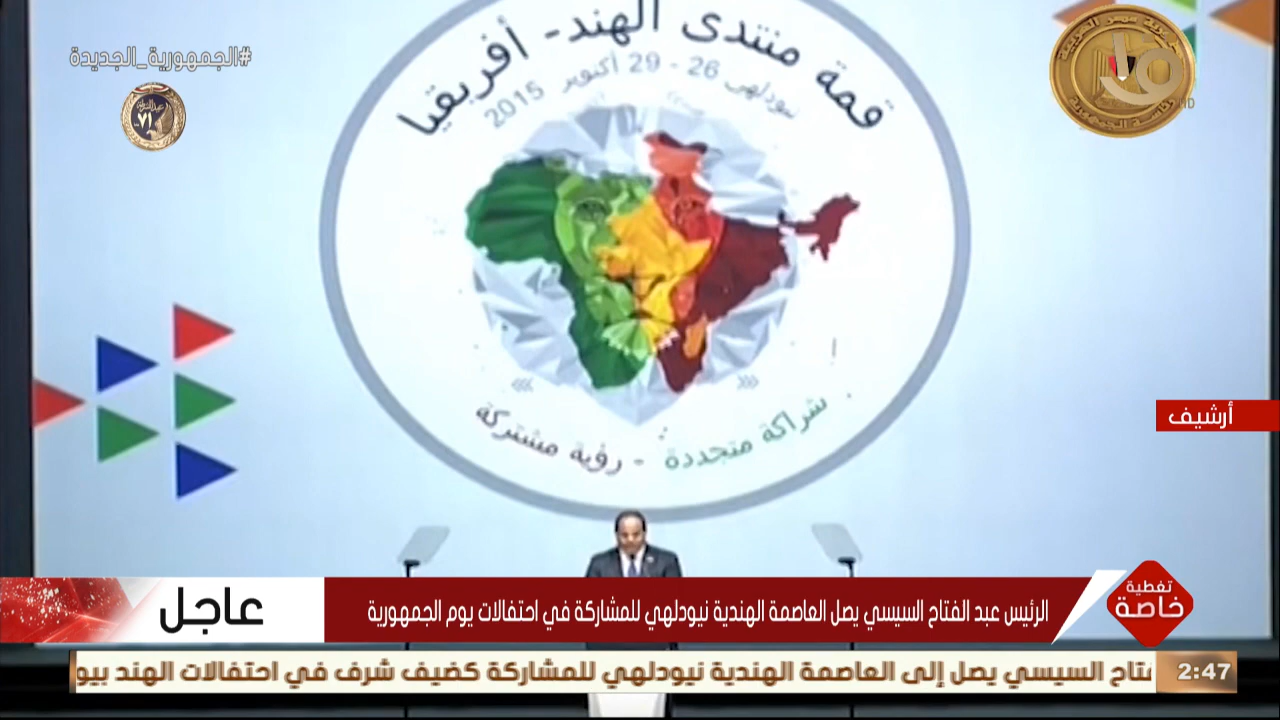 #الجمهورية_الجديدة
قمة منتدى الهند- أفريقيا
نيودلهى 26 - 29 أكتوبر 2015
شراكة متجددة - رؤية مشتركة
أرشيف
تغطية
خاصة
عاجل
الرئيس عبد الفتاح السيسي يصل العاصمة الهندية نيودلهي للمشاركة في احتفالات يوم الجمهورية
2:47
فتاح السيسي يصل إلى العاصمة الهندية نيودلهي للمشاركة كضيف شرف في احتفالات الهند بيو